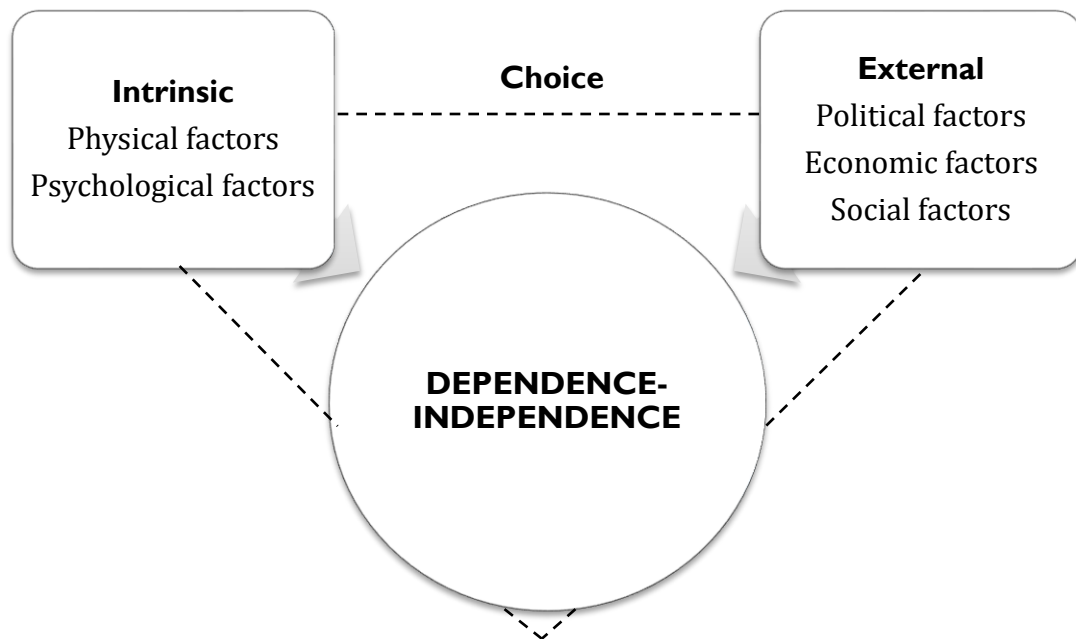 Intrinsic
Physical factors
Psychological factors
Choice
External
Political factors
Economic factors
Social factors
DEPENDENCE-
INDEPENDENCE